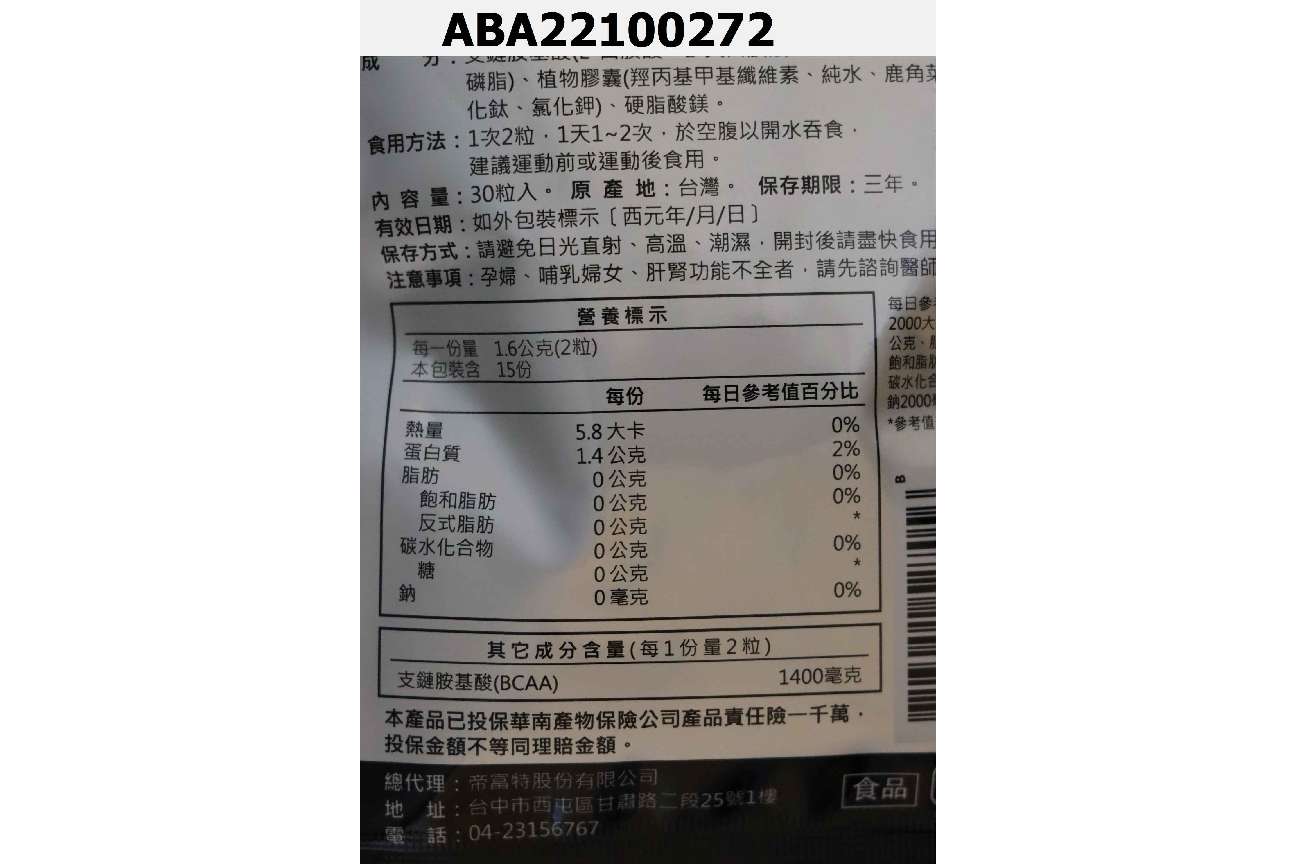 ABA22100272
磷脂)、植物膠囊(羥丙基甲基纖維素、純水、鹿角菜
化鈦、氯化鉀)、硬脂酸鎂。
食用方法：1次2粒，1天1~2次，於空腹以開水吞食，
建議運動前或運動後食用。
內容量：30粒入。 原產地：台灣。 保存期限：三年。
有效日期：如外包裝標示〔西元年/月/日〕
保存方式：請避免日光直射、高溫、潮濕，開封後請盡快食用
注意事項：孕婦、哺乳婦女、肝腎功能不全者，請先諮詢醫師
營養標示
每一份量 1.6公克(2粒)
本包裝含 15份
每份 每日參考值百分比
熱量 5.8 大卡 0%
蛋白質 1.4 公克 2%
脂肪 0 公克 0%
飽和脂肪 0 公克 0%
反式脂肪 0 公克 *
碳水化合物 0 公克 0%
糖 0 公克 *
鈉 0 毫克 0%
每日參
2000大
公克、
飽和脂
碳水化合
鈉2000
*參考值
B
其它成分含量(每1份量2粒)
支鏈胺基酸(BCAA) 1400毫克
本產品已投保華南產物保險公司產品責任險一千萬，
投保金額不等同理賠金額。
總代理：帝富特股份有限公司
地 址：台中市西屯區甘肅路二段25號1樓
電 話：04-23156767
食品